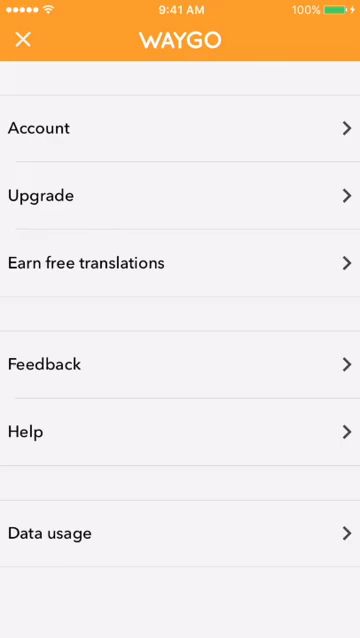 9:41 AM
100%
WAYGO
Account
Upgrade
Earn free translations
Feedback
Help
Data usage